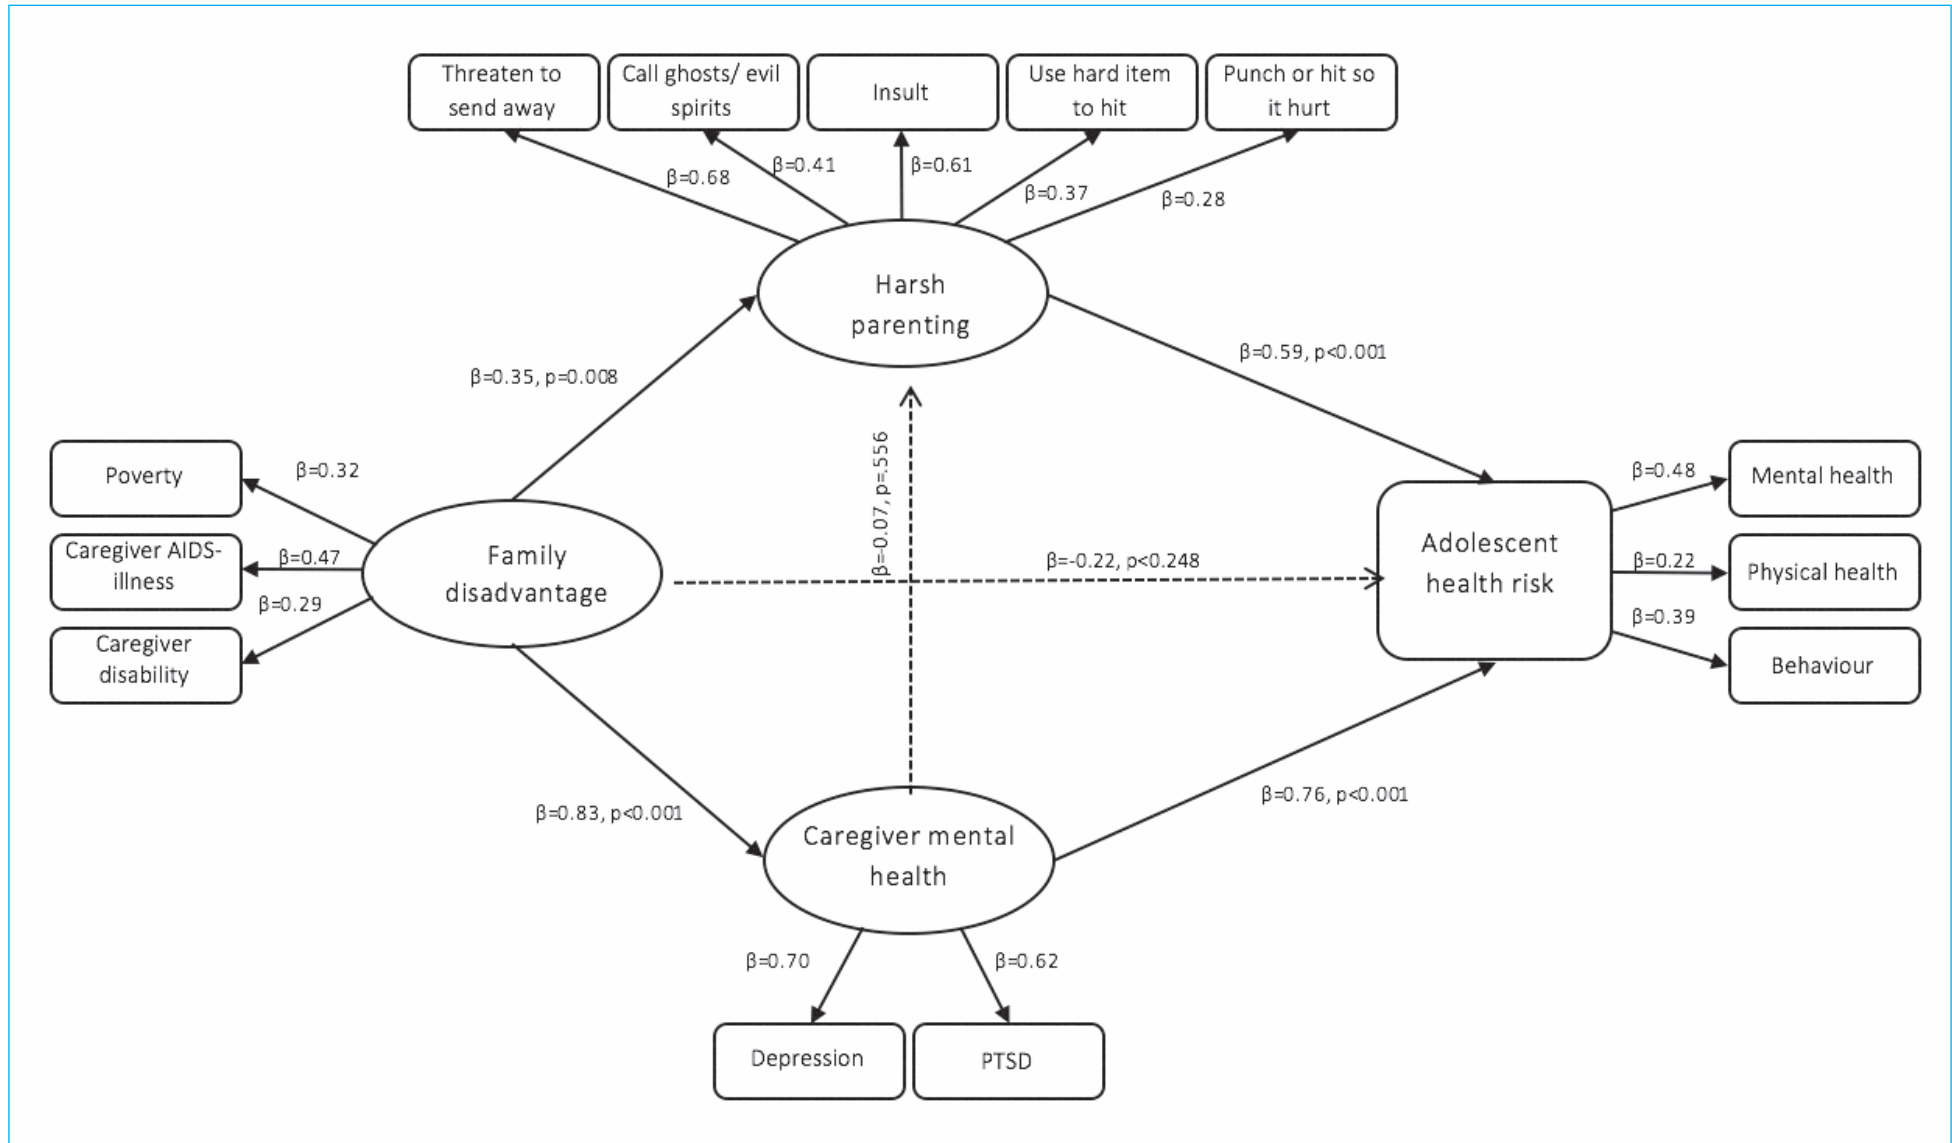 Threaten to
send away
Call ghosts/ evil
spirits
Insult
Use hard item
to hit
Punch or hit so
it hurt
β=0.68
β=0.41
β=0.61
β=0.37
β=0.28
Harsh
parenting
β=0.35, p=0.008
β=0.59, p<0.001
β=-0.07, p=.556
Poverty
Caregiver AIDS-
illness
Caregiver
disability
β=0.32
β=0.47
β=0.29
Family
disadvantage
β=-0.22, p<0.248
Adolescent
health risk
β=0.48
β=0.22
β=0.39
Mental health
Physical health
Behaviour
β=0.83, p<0.001
β=0.76, p<0.001
Caregiver mental
health
β=0.70
β=0.62
Depression
PTSD